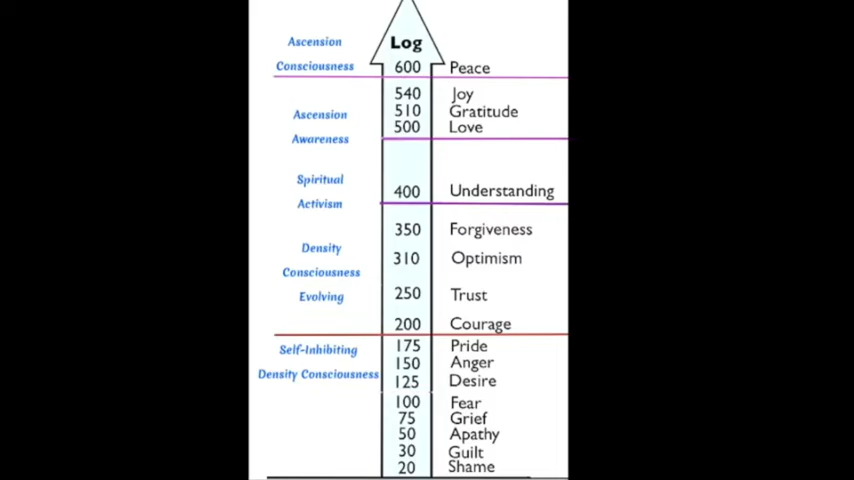 Log
Ascension
Consciousness
600 Peace
540 Joy
510 Gratitude
500 Love
Ascension
Awareness
Spiritual
Activism
400 Understanding
350 Forgiveness
Density
Consciousness
Evolving
310 Optimism
250 Trust
200 Courage
Self-Inhibiting
Density Consciousness
175 Pride
150 Anger
125 Desire
100 Fear
75 Grief
50 Apathy
30 Guilt
20 Shame